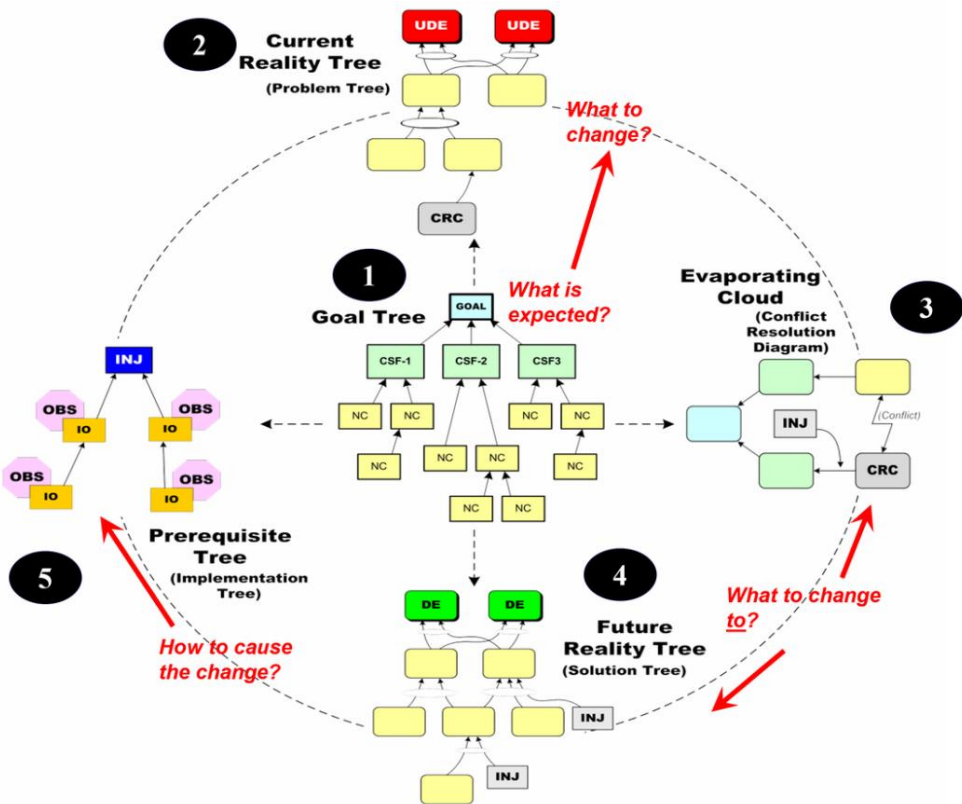 2
Current
Reality Tree
(Problem Tree)
UDE
UDE
What to
change?
CRC
1
Goal Tree
GOAL
What is
expected?
CSF-1
CSF-2
CSF3
NC
NC
NC
NC
NC
NC
NC
NC
NC
NC
Evaporating
Cloud
(Conflict
Resolution
Diagram)
3
INJ
(Conflict)
CRC
INJ
OBS
IO
OBS
IO
OBS
IO
OBS
IO
5
Prerequisite
Tree
(Implementation
Tree)
How to cause
the change?
DE
DE
4
Future
Reality Tree
(Solution Tree)
What to change
to?
INJ
INJ